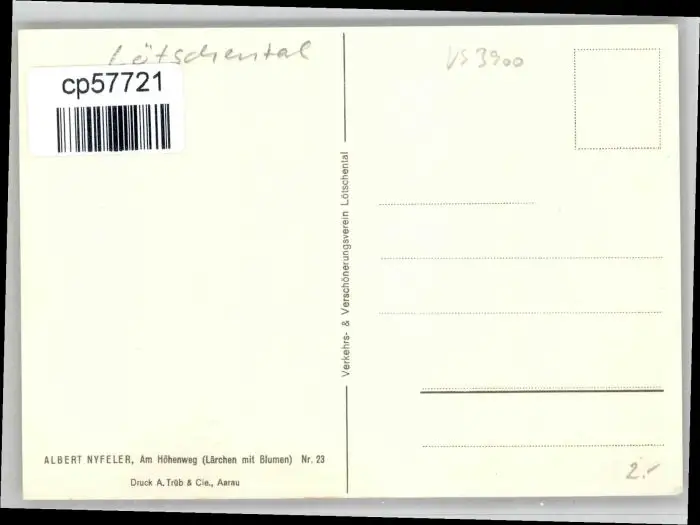 Lötschental
VS 3900
cp57721
Verkehrs- & Verschönerungsverein Lötschental
ALBERT NYFELER, Am Höhenweg (Lärchen mit Blumen) Nr. 23
Druck A. Trüb & Cie., Aarau
2.-